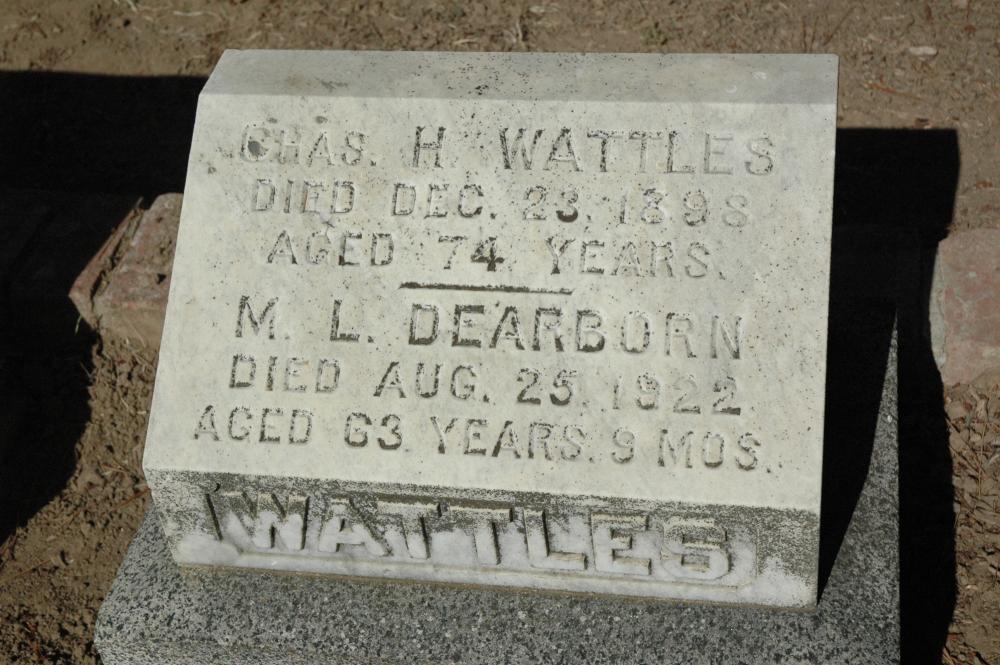 CHAS. H. WATTLES
DIED DEC. 23, 1898
AGED 74 YEARS.
M. L. DEARBORN
DIED AUG. 25, 1922
AGED 63 YEARS. 9 MOS.
WATTLES